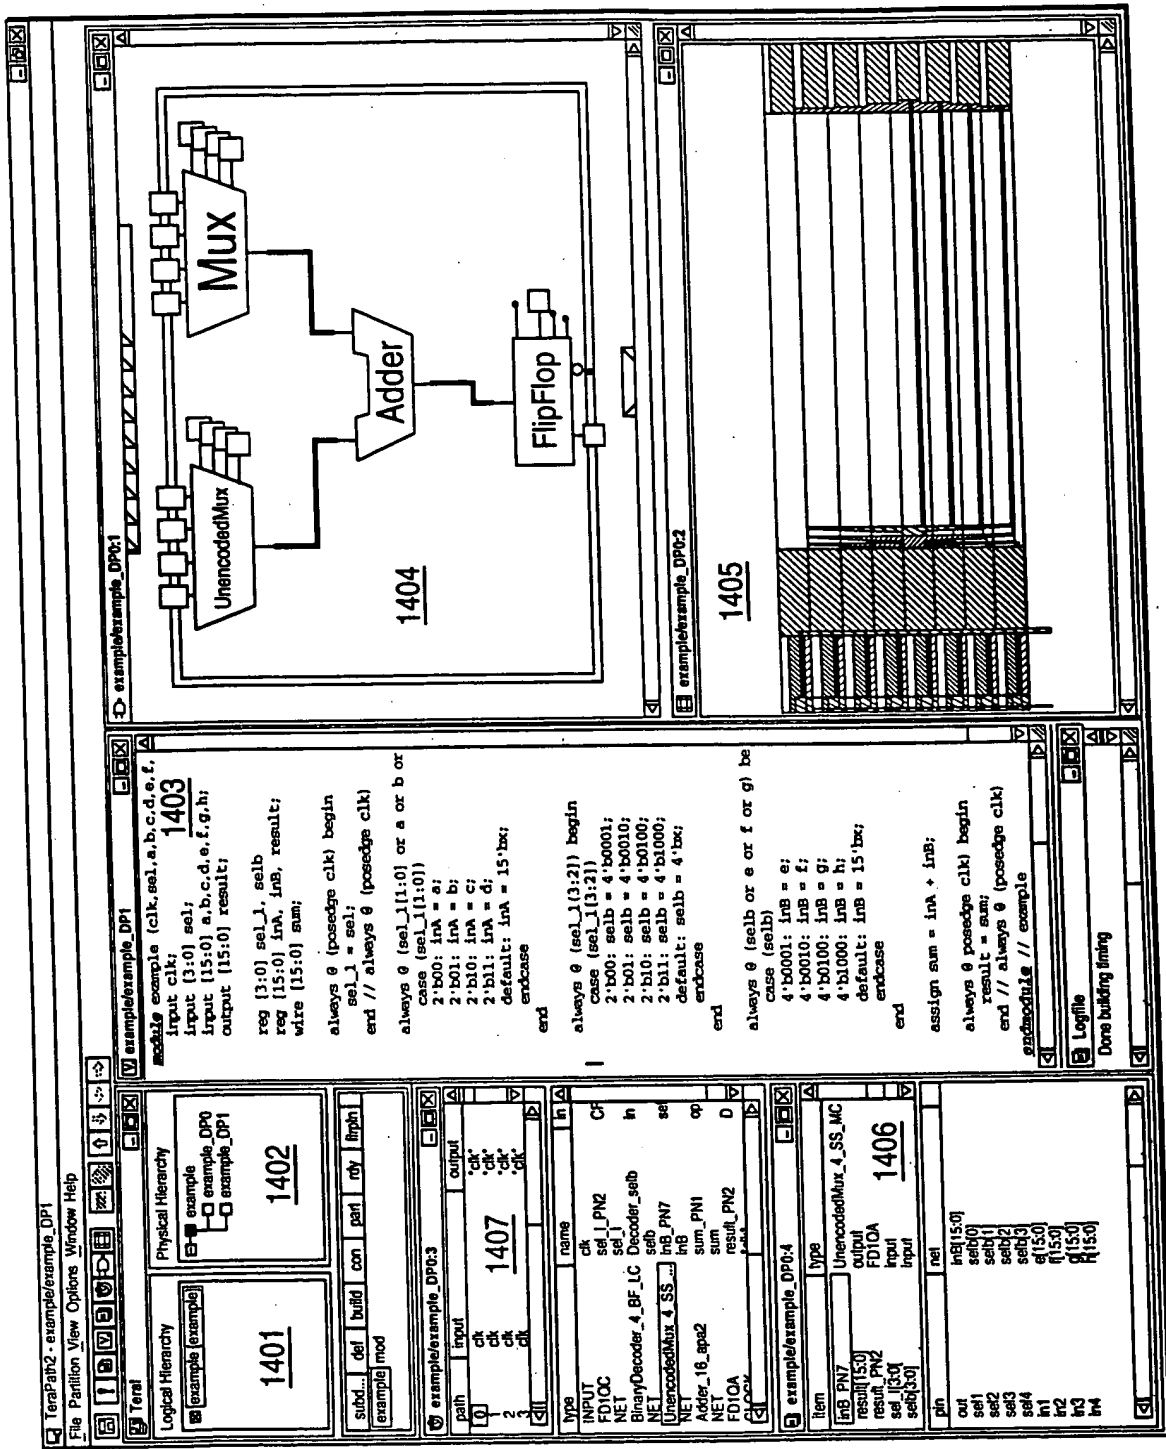 TeraPath2 - example/example_DP1
File Partition View Options Window Help
Teral
Logical Hierarchy
example (example)
1401
Physical Hierarchy
example
example_DP0
example_DP1
1402
subd... def build con part rdy flrpln
example mod
example/example_DP0:3
path input output
0 clk *clk*
1 clk *clk*
2 clk *clk*
3 clk *clk*
1407
type name in
INPUT clk
FD1QC sel_l_PN2 CF
NET sel_l
BinaryDecoder_4_BF_LC Decoder_selb in
NET selb
UnencodedMux_4_SS_... inB_PN7 sel
NET inB
Adder_16_apa2 sum_PN1 op
NET sum
FD1QA result_PN2 D
CLOCK
example/example_DP0:4
item type
inB_PN7 UnencodedMux_4_SS_MC
result[15:0] output
result_PN2 FD1QA
sel_l[3:0] input
selb[3:0] input
1406
pin net
out inB[15:0]
sel1 selb[0]
sel2 selb[1]
sel3 selb[2]
sel4 selb[3]
in1 e[15:0]
in2 f[15:0]
in3 g[15:0]
in4 h[15:0]
example/example_DP1
module example (clk,sel,a,b,c,d,e,f,
input clk;
input [3:0] sel;
input [15:0] a,b,c,d,e,f,g,h;
output [15:0] result;
1403
reg [3:0] sel_l, selb
reg [15:0] inA, inB, result;
wire [15:0] sum;
always @ (posedge clk) begin
sel_l = sel;
end // always @ (posedge clk)
always @ (sel_l[1:0] or a or b or
case (sel_l[1:0])
2'b00: inA = a;
2'b01: inA = b;
2'b10: inA = c;
2'b11: inA = d;
default: inA = 15'bx;
endcase
end
always @ (sel_l[3:2]) begin
case (sel_l[3:2])
2'b00: selb = 4'b0001;
2'b01: selb = 4'b0010;
2'b10: selb = 4'b0100;
2'b11: selb = 4'b1000;
default: selb = 4'bx;
endcase
end
always @ (selb or e or f or g) be
case (selb)
4'b0001: inB = e;
4'b0010: inB = f;
4'b0100: inB = g;
4'b1000: inB = h;
default: inB = 15'bx;
endcase
end
assign sum = inA + inB;
always @ posedge clk) begin
result = sum;
end // always @ (posedge clk)
endmodule // example
Logfile
Done building timing
example/example_DP0:1
UnencodedMux
Mux
Adder
FlipFlop
1404
example/example_DP0:2
1405